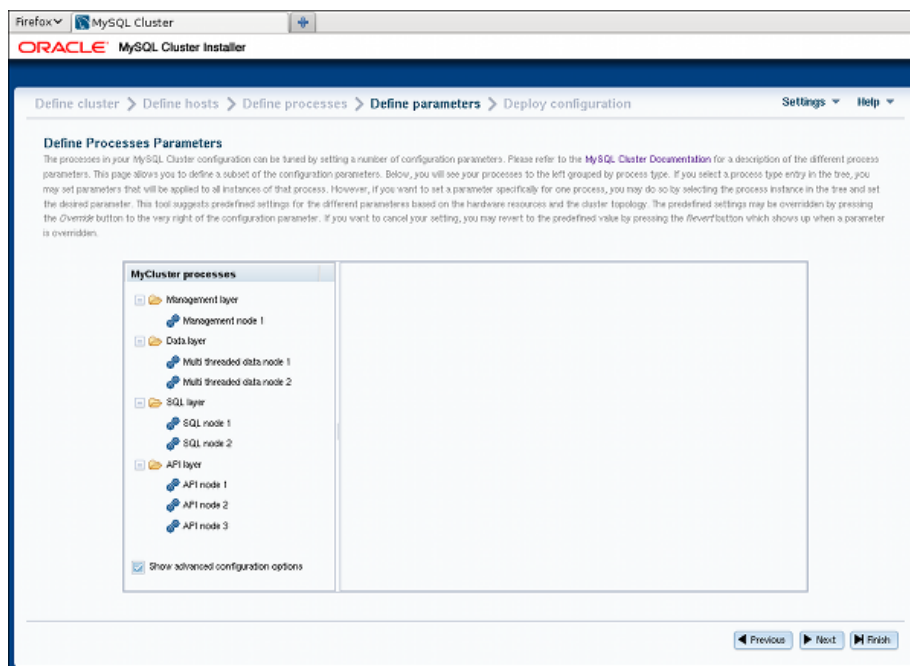 Firefox MySQL Cluster
ORACLE MySQL Cluster Installer
Define cluster Define hosts Define processes Define parameters Deploy configuration Settings Help
Define Processes Parameters
The processes in your MySQL Cluster configuration can be tuned by setting a number of configuration parameters. Please refer to the MySQL Cluster Documentation for a description of the different process
parameters. This page allows you to define a subset of the configuration parameters. Below, you will see your processes to the left grouped by process type. If you select a process type entry in the tree, you
may set parameters that will be applied to all instances of that process. However, if you want to set a parameter specifically for one process, you may do so by selecting the process instance in the tree and set
the desired parameter. This tool suggests predefined settings for the different parameteres based on the hardware resources and the cluster topology. The predefined settings may be overridden by pressing
the Override button to the very right of the configuration parameter. If you want to cancel your setting, you may revert to the predefined value by pressing the Revert button which shows up when a parameter
is overridden.
MyCluster processes
Management layer
Management node 1
Data layer
Multi threaded data node 1
Multi threaded data node 2
SQL layer
SQL node 1
SQL node 2
API layer
API node 1
API node 2
API node 3
Show advanced configuration options
Previous Next Finish